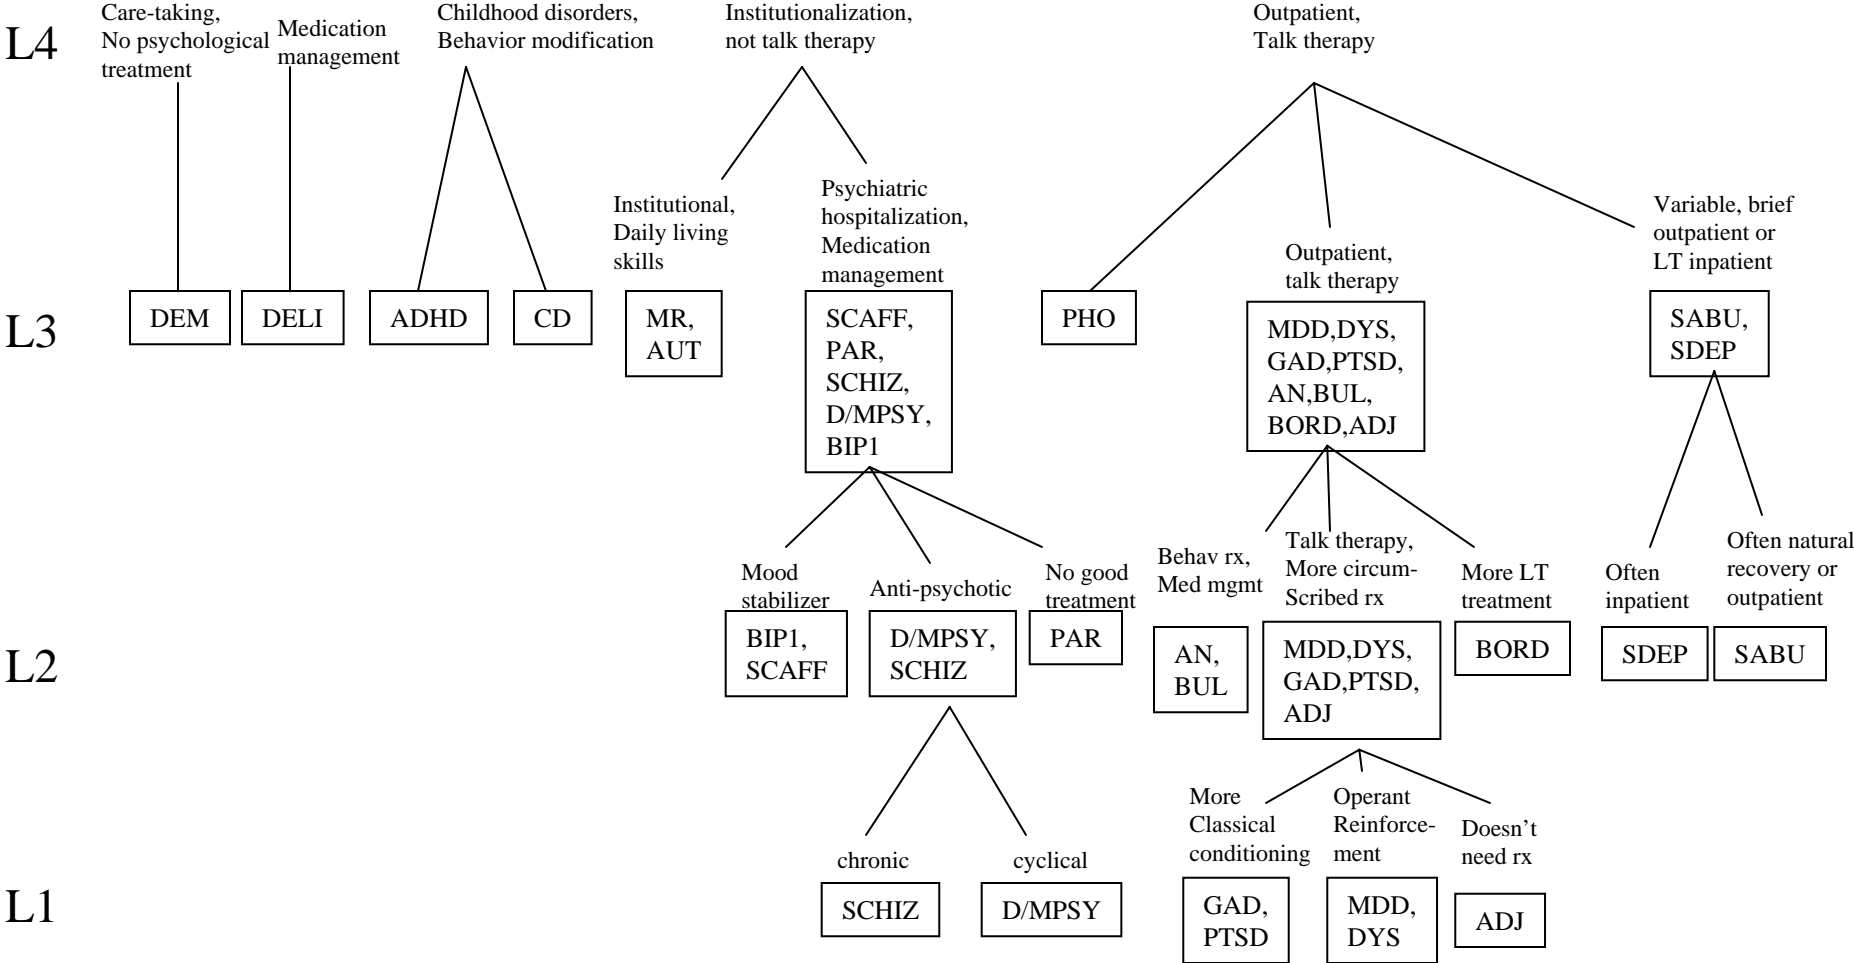 L4
Care-taking,
No psychological
treatment
Medication
management
Childhood disorders,
Behavior modification
Institutionalization,
not talk therapy
Outpatient,
Talk therapy
Institutional,
Daily living
skills
Psychiatric
hospitalization,
Medication
management
Outpatient,
talk therapy
Variable, brief
outpatient or
LT inpatient
L3
DEM
DELI
ADHD
CD
MR,
AUT
SCAFF,
PAR,
SCHIZ,
D/MPSY,
BIP1
PHO
MDD,DYS,
GAD,PTSD,
AN,BUL,
BORD,ADJ
SABU,
SDEP
Mood
stabilizer
Anti-psychotic
No good
treatment
Behav rx,
Med mgmt
Talk therapy,
More circum-
Scribed rx
More LT
treatment
Often
inpatient
Often natural
recovery or
outpatient
L2
BIP1,
SCAFF
D/MPSY,
SCHIZ
PAR
AN,
BUL
MDD,DYS,
GAD,PTSD,
ADJ
BORD
SDEP
SABU
chronic
cyclical
More
Classical
conditioning
Operant
Reinforce-
ment
Doesn't
need rx
L1
SCHIZ
D/MPSY
GAD,
PTSD
MDD,
DYS
ADJ